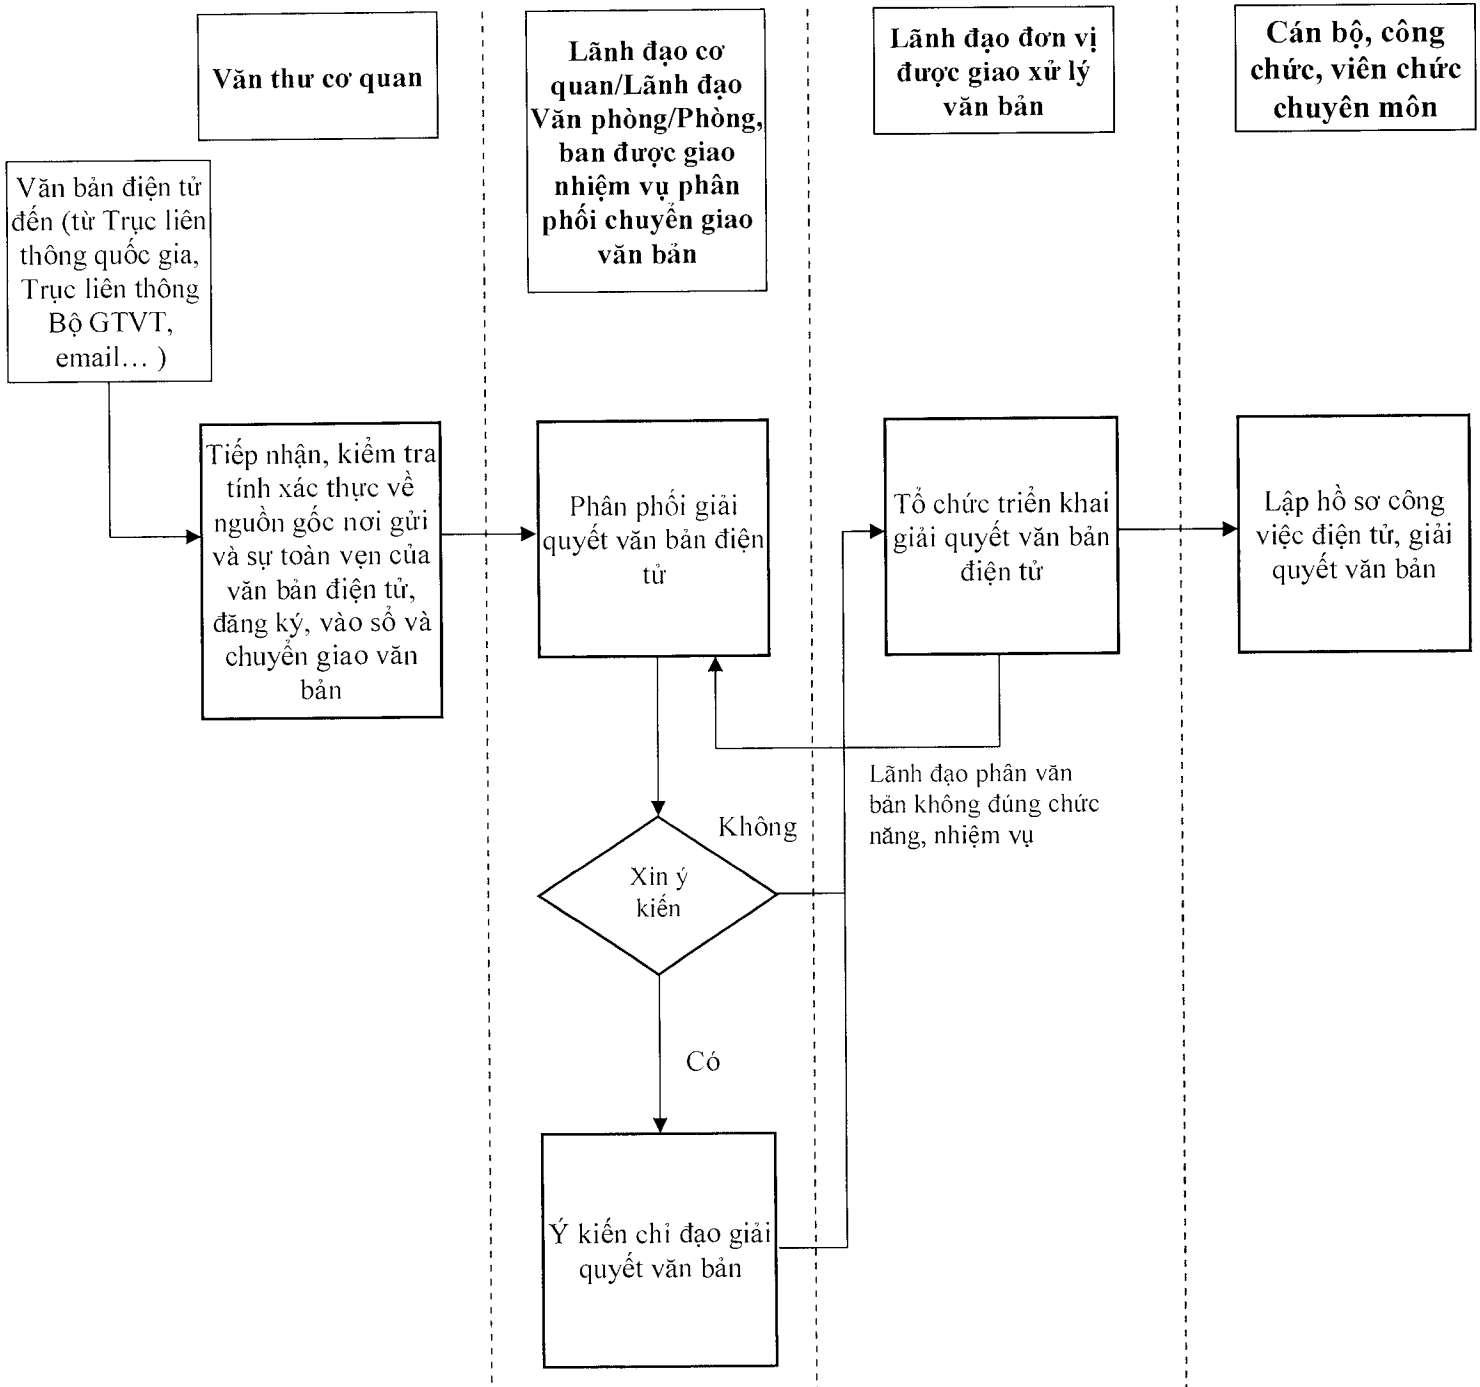 Văn thư cơ quan
Lãnh đạo cơ
quan/Lãnh đạo
Văn phòng/Phòng,
ban được giao
nhiệm vụ phân
phối chuyển giao
văn bản
Lãnh đạo đơn vị
được giao xử lý
văn bản
Cán bộ, công
chức, viên chức
chuyên môn
Văn bản điện tử
đến (từ Trục liên
thông quốc gia,
Trục liên thông
Bộ GTVT,
email... )
Tiếp nhận, kiểm tra
tính xác thực về
nguồn gốc nơi gửi
và sự toàn vẹn của
văn bản điện tử,
đăng ký, vào sổ và
chuyển giao văn
bản
Phân phối giải
quyết văn bản điện
tử
Tổ chức triển khai
giải quyết văn bản
điện tử
Lập hồ sơ công
việc điện tử, giải
quyết văn bản
Lãnh đạo phân văn
bản không đúng chức
năng, nhiệm vụ
Không
Xin ý
kiến
Có
Ý kiến chỉ đạo giải
quyết văn bản